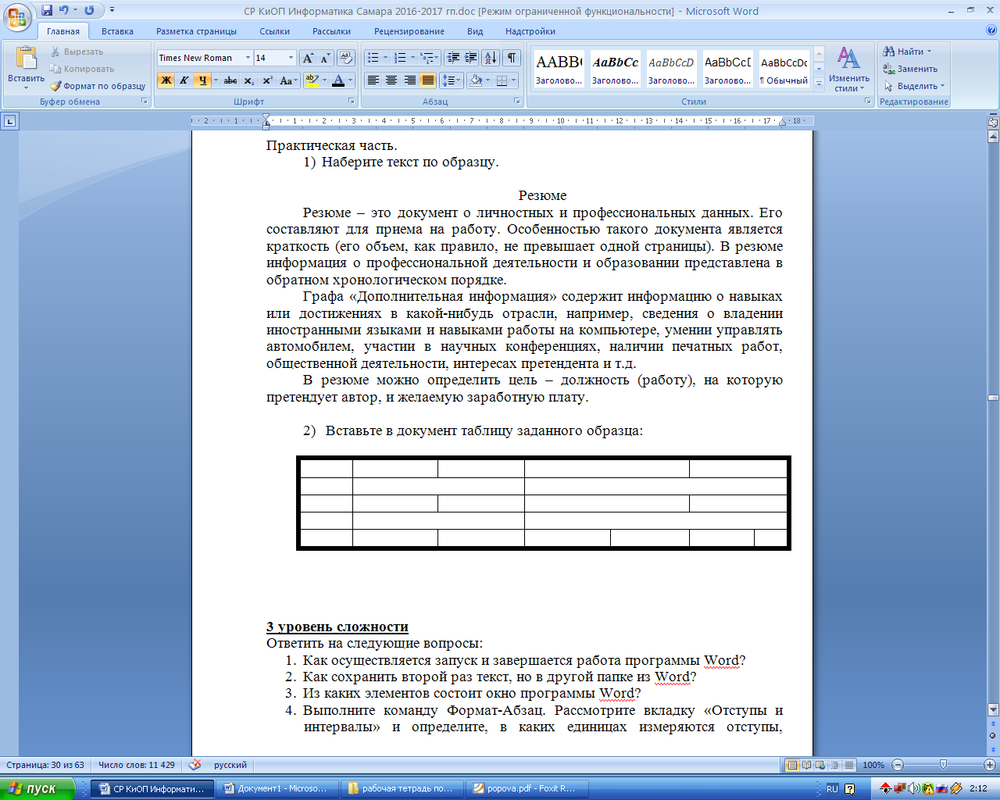 СР КиОП Информатика Самара 2016-2017 гп.doc [Режим ограниченной функциональности] - Microsoft Word
Главная Вставка Разметка страницы Ссылки Рассылки Рецензирование Вид Надстройки
Вставить
Вырезать
Копировать
Формат по образцу
Буфер обмена
Times New Roman 14
Ж К Ч abc x₂ x² Aa
Шрифт
Абзац
AABB( AaBbCc AaBbCcD AaBbCcD AaBbCcDc
Заголово... Заголово... Заголово... Заголово... ¶ Обычный
Изменить стили
Стили
Найти
Заменить
Выделить
Редактирование
2 1 1 2 3 4 5 6 7 8 9 10 11 12 13 14 15 16 17 18
Практическая часть.
1) Наберите текст по образцу.
Резюме
Резюме – это документ о личностных и профессиональных данных. Его
составляют для приема на работу. Особенностью такого документа является
краткость (его объем, как правило, не превышает одной страницы). В резюме
информация о профессиональной деятельности и образовании представлена в
обратном хронологическом порядке.
Графа «Дополнительная информация» содержит информацию о навыках
или достижениях в какой-нибудь отрасли, например, сведения о владении
иностранными языками и навыками работы на компьютере, умении управлять
автомобилем, участии в научных конференциях, наличии печатных работ,
общественной деятельности, интересах претендента и т.д.
В резюме можно определить цель – должность (работу), на которую
претендует автор, и желаемую заработную плату.
2) Вставьте в документ таблицу заданного образца:
3 уровень сложности
Ответить на следующие вопросы:
1. Как осуществляется запуск и завершается работа программы Word?
2. Как сохранить второй раз текст, но в другой папке из Word?
3. Из каких элементов состоит окно программы Word?
4. Выполните команду Формат-Абзац. Рассмотрите вкладку «Отступы и
интервалы» и определите, в каких единицах измеряются отступы,
Страница: 30 из 63 Число слов: 11 429 русский 100%
пуск СР КиОП Информати... Документ1 - Microso... рабочая тетрадь по... popova.pdf - Foxit R... RU 2:12